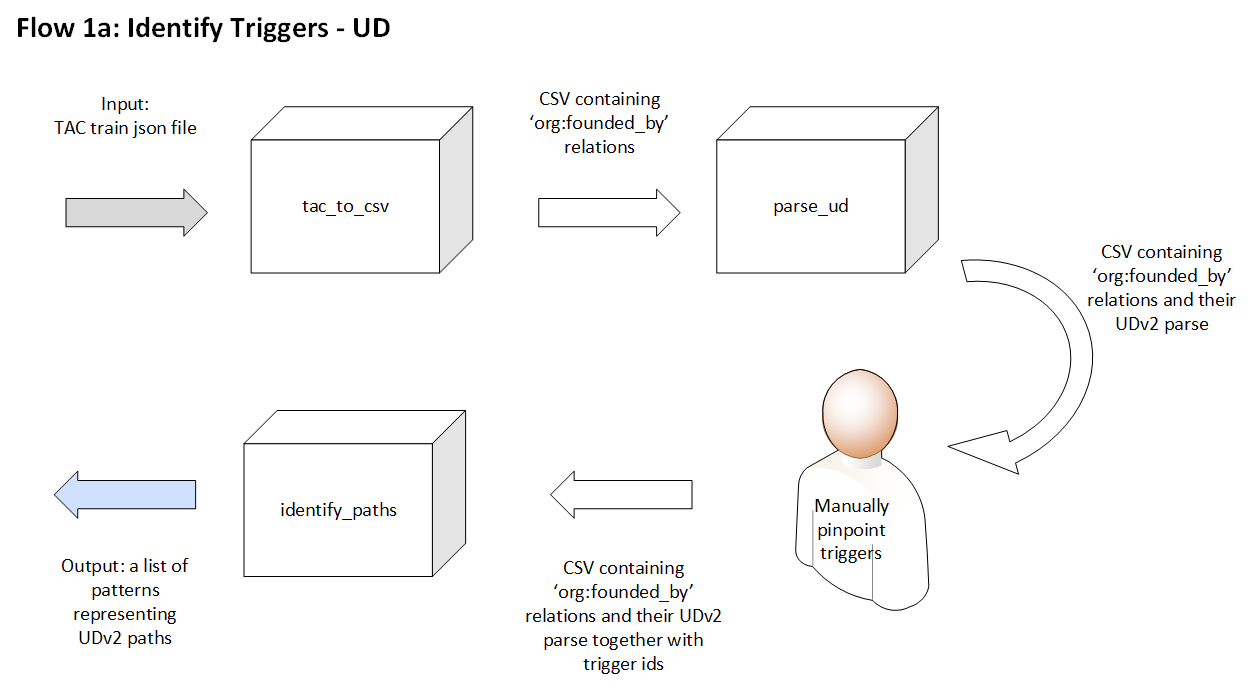 Flow 1a: Identify Triggers - UD
Input:
TAC train json file
tac_to_csv
CSV containing
‘org:founded_by’
relations
parse_ud
CSV containing
‘org:founded_by’
relations and their
UDv2 parse
Manually
pinpoint
triggers
CSV containing
‘org:founded_by’
relations and their UDv2
parse together with
trigger ids
identify_paths
Output: a list of
patterns
representing
UDv2 paths